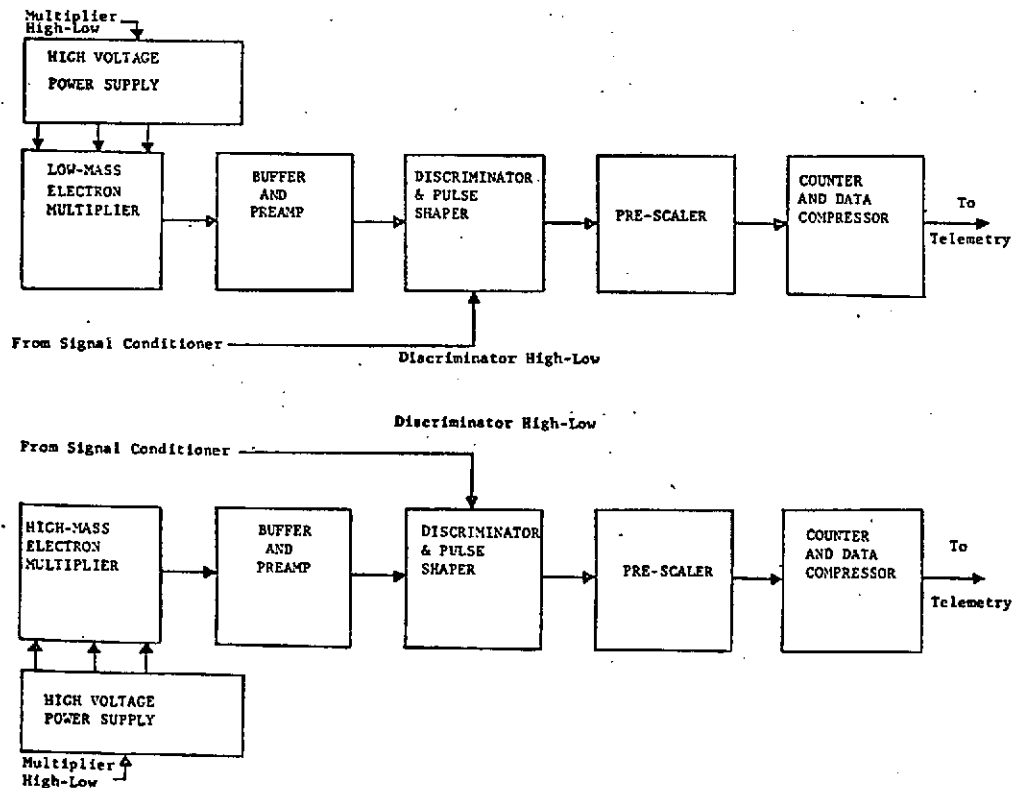 Multiplier
High-Low
HIGH VOLTAGE
POWER SUPPLY
LOW-MASS
ELECTRON
MULTIPLIER
BUFFER
AND
PREAMP
DISCRIMINATOR
& PULSE
SHAPER
PRE-SCALER
COUNTER
AND DATA
COMPRESSOR
To
Telemetry
From Signal Conditioner
Discriminator High-Low
Discriminator High-Low
From Signal Conditioner
HIGH-MASS
ELECTRON
MULTIPLIER
BUFFER
AND
PREAMP
DISCRIMINATOR
& PULSE
SHAPER
PRE-SCALER
COUNTER
AND DATA
COMPRESSOR
To
Telemetry
HIGH VOLTAGE
POWER SUPPLY
Multiplier
High-Low